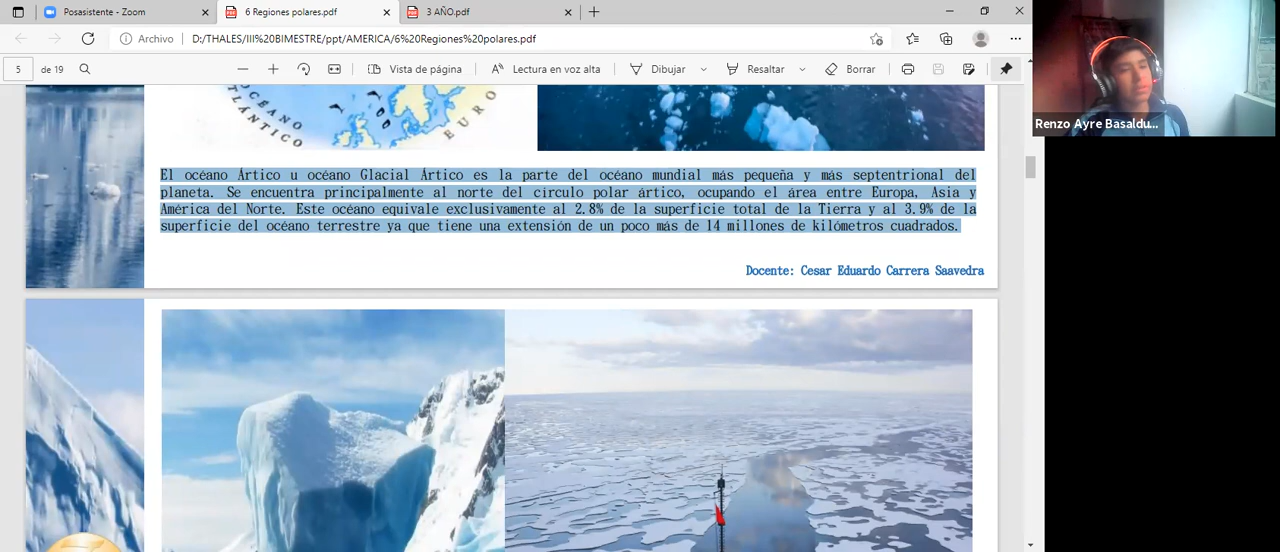 Posasistente - Zoom
6 Regiones polares.pdf
3 AÑO.pdf
Archivo
D:/THALES/III%20BIMESTRE/ppt/AMERICA/6%20Regiones%20polares.pdf
5 de 19
Vista de página
Lectura en voz alta
Dibujar
Resaltar
Borrar
OCEANO
ATLÁNTICO
EURO
El océano Ártico u océano Glacial Ártico es la parte del océano mundial más pequeña y más septentrional del
planeta. Se encuentra principalmente al norte del círculo polar ártico, ocupando el área entre Europa, Asia y
América del Norte. Este océano equivale exclusivamente al 2.8% de la superficie total de la Tierra y al 3.9% de la
superficie del océano terrestre ya que tiene una extensión de un poco más de 14 millones de kilómetros cuadrados.
Docente: Cesar Eduardo Carrera Saavedra
Renzo Ayre Basaldu...